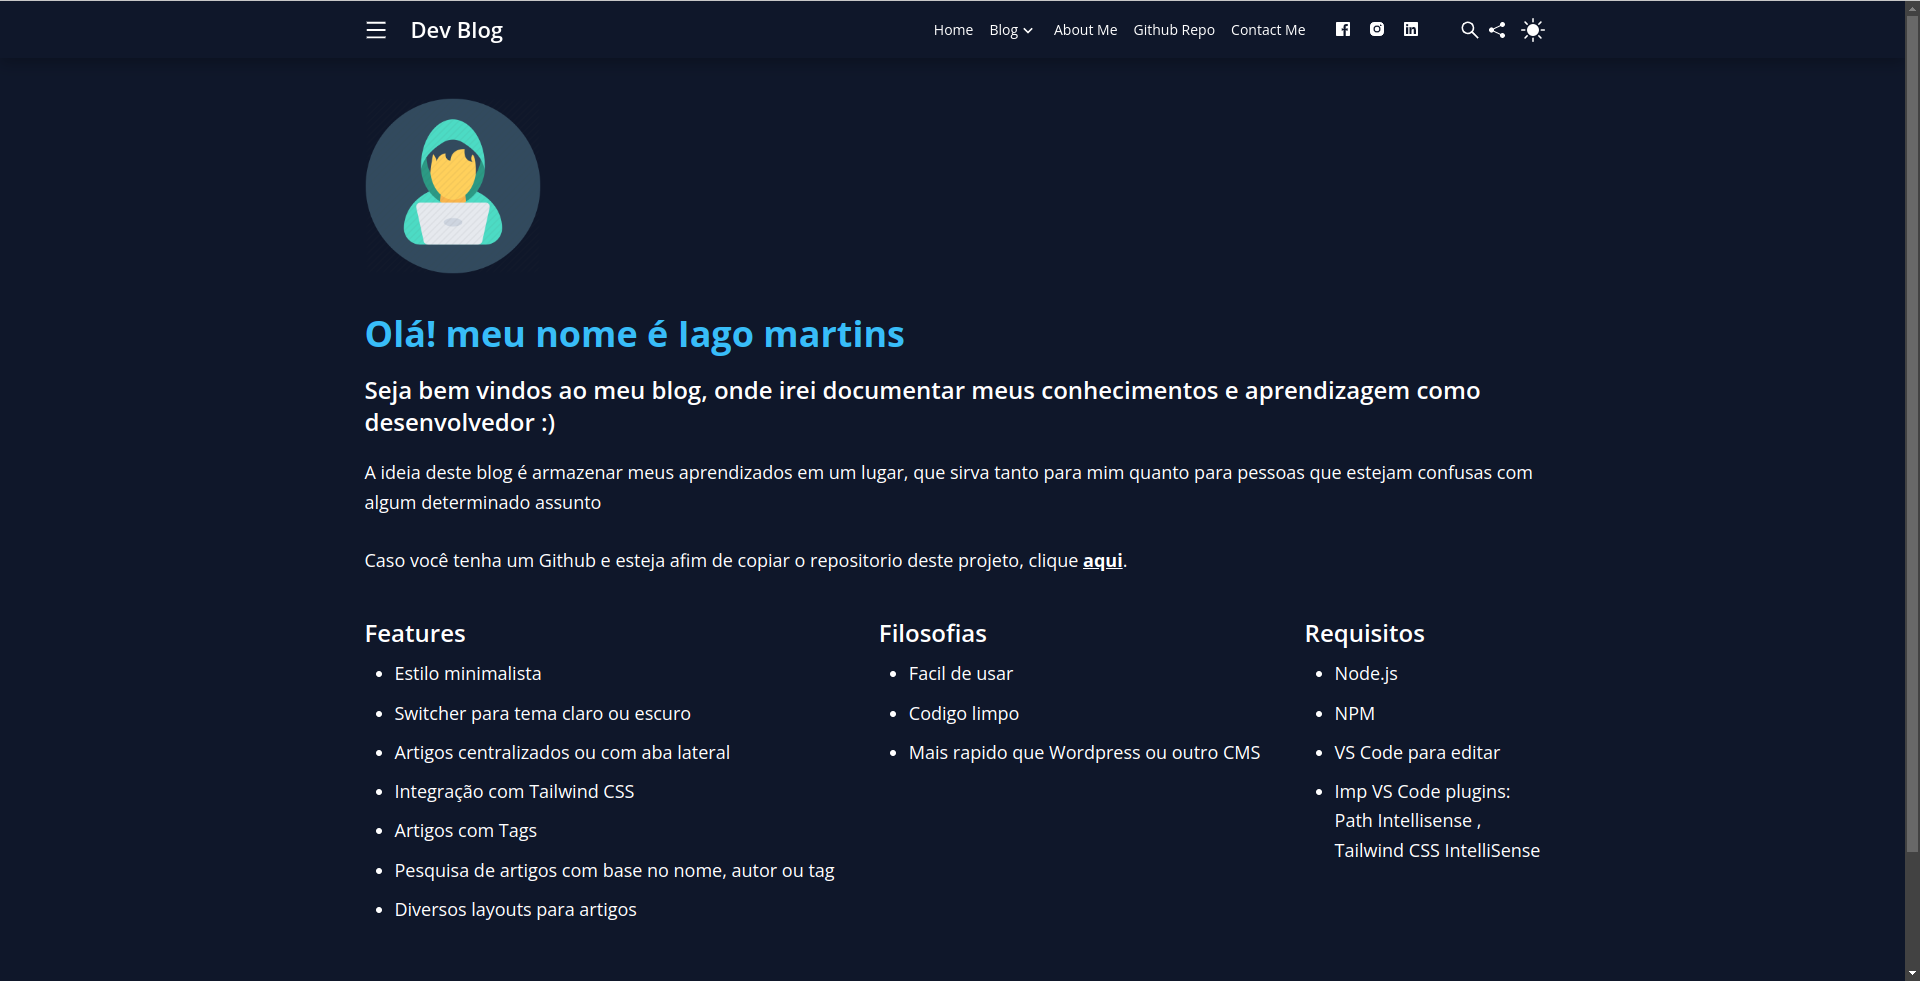 Dev Blog
Home Blog About Me Github Repo Contact Me
Olá! meu nome é Iago martins
Seja bem vindos ao meu blog, onde irei documentar meus conhecimentos e aprendizagem como
desenvolvedor :)
A ideia deste blog é armazenar meus aprendizados em um lugar, que sirva tanto para mim quanto para pessoas que estejam confusas com
algum determinado assunto
Caso você tenha um Github e esteja afim de copiar o repositorio deste projeto, clique aqui.
Features
Estilo minimalista
Switcher para tema claro ou escuro
Artigos centralizados ou com aba lateral
Integração com Tailwind CSS
Artigos com Tags
Pesquisa de artigos com base no nome, autor ou tag
Diversos layouts para artigos
Filosofias
Facil de usar
Codigo limpo
Mais rapido que Wordpress ou outro CMS
Requisitos
Node.js
NPM
VS Code para editar
Imp VS Code plugins:
Path Intellisense ,
Tailwind CSS IntelliSense